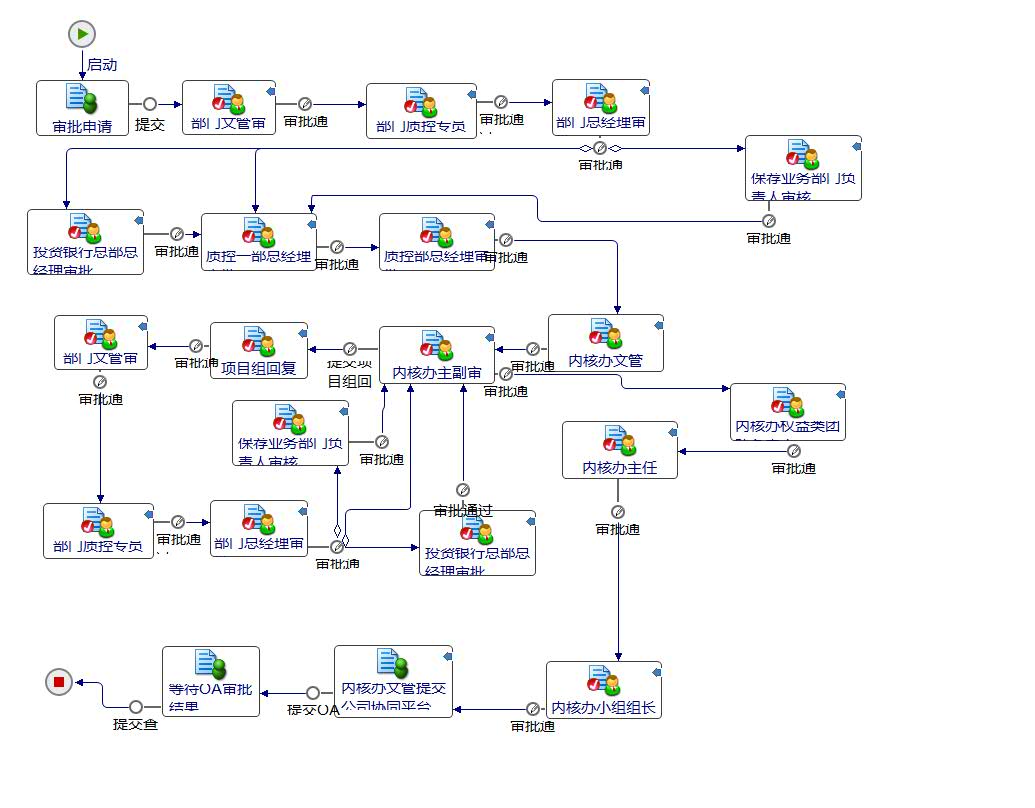 启动
审批申请
提交
部门文管审
审批通
部门质控专员
审批通
部门总经理审
审批通
保存业务部门负
责人审核
审批通
投资银行总部总
经理审批
审批通
质控一部总经理
审批通
质控部总经理审
审批通
部门文管审
审批通
项目组回复
提交项
目组回
内核办主副审
审批通
内核办文管
审批通
审批通
内核办权益类团
审批通
保存业务部门负
责人审核
审批通
内核办主任
审批通
审批通过
部门质控专员
审批通
部门总经理审
审批通
投资银行总部总
经理审批
等待OA审批
结果
提交OA
内核办文管提交
公司协同平台
审批通
内核办小组组长
提交盒